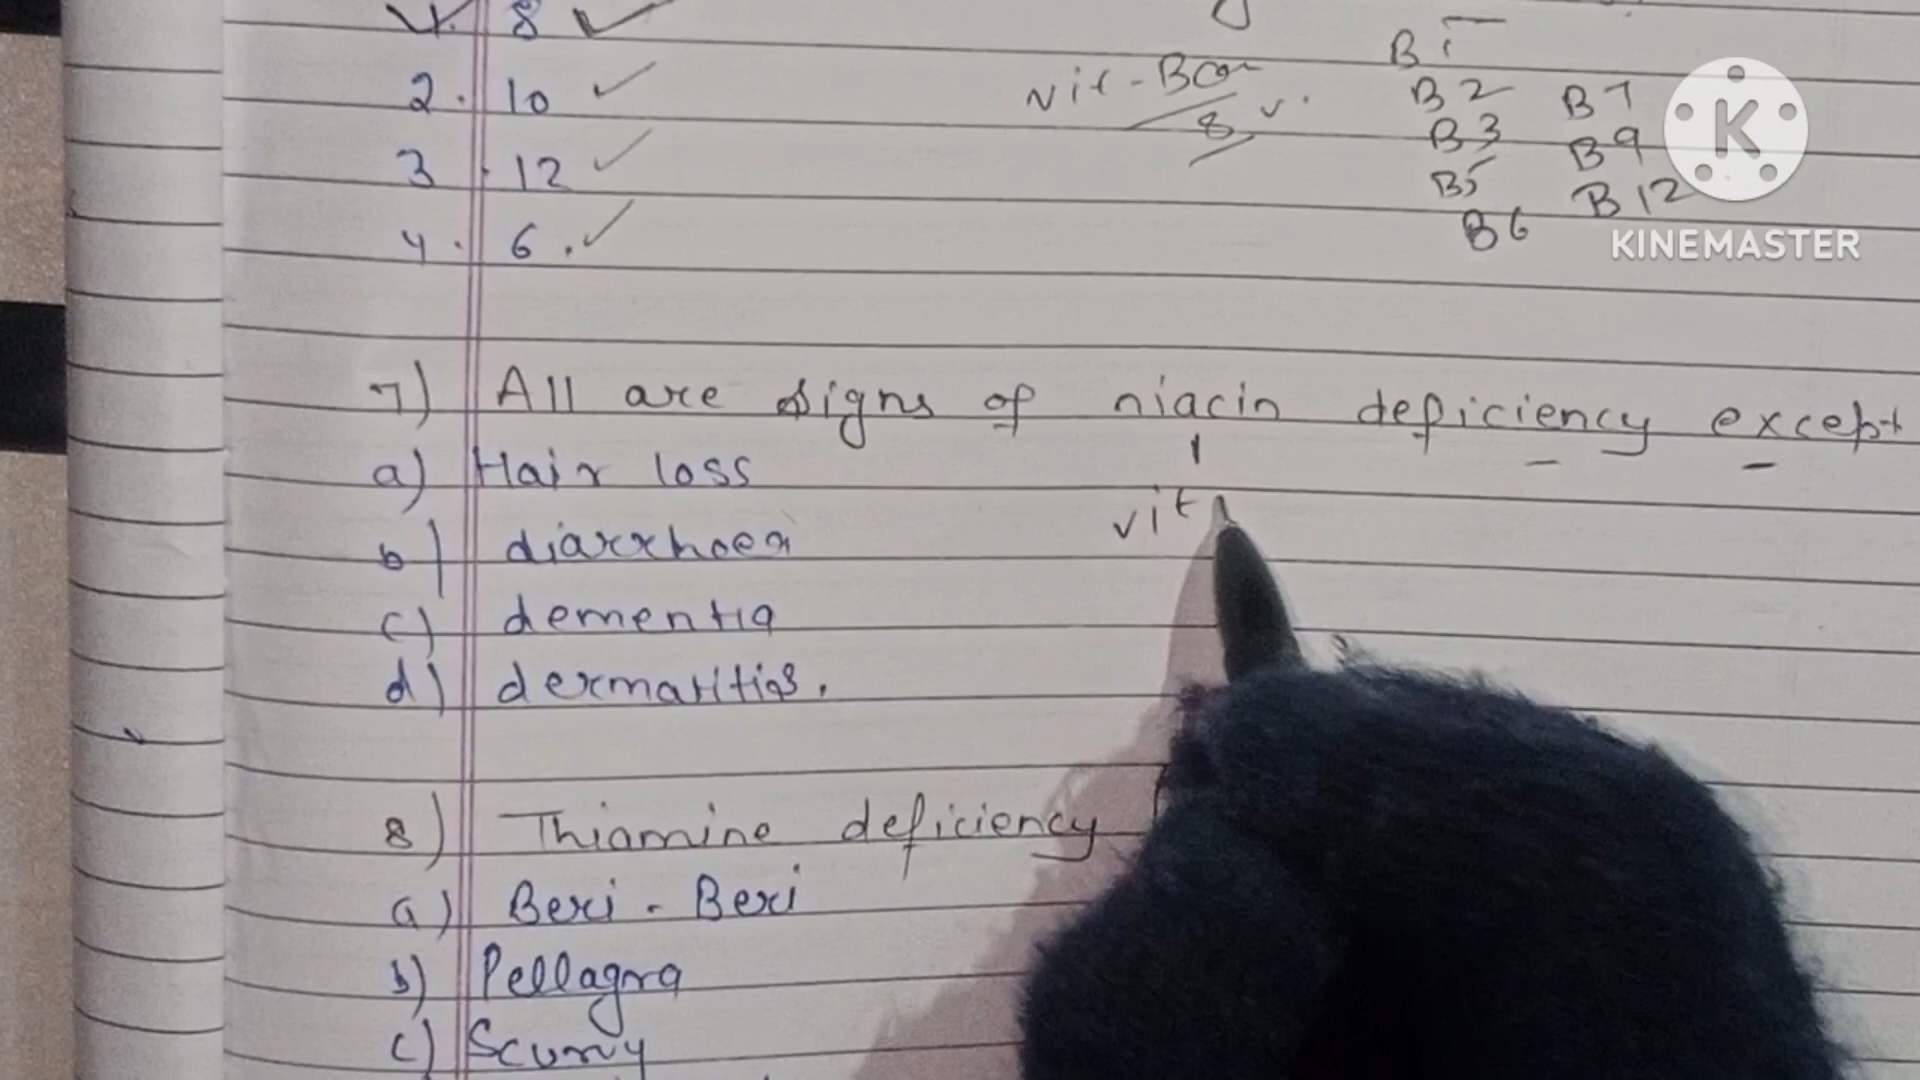 1. 8
2. 10
3. 12
4. 6.
vit-Bcom
8 v.
B1
B2
B3
B5
B6
B7
B9
B12
K
KINEMASTER
7) All are signs of niacin deficiency except
vit
a) Hair loss
b) diarrhoea
c) dementia
d) dermatitis.
8) Thiamine deficiency
a) Beri - Beri
b) Pellagra
c) Scurvy